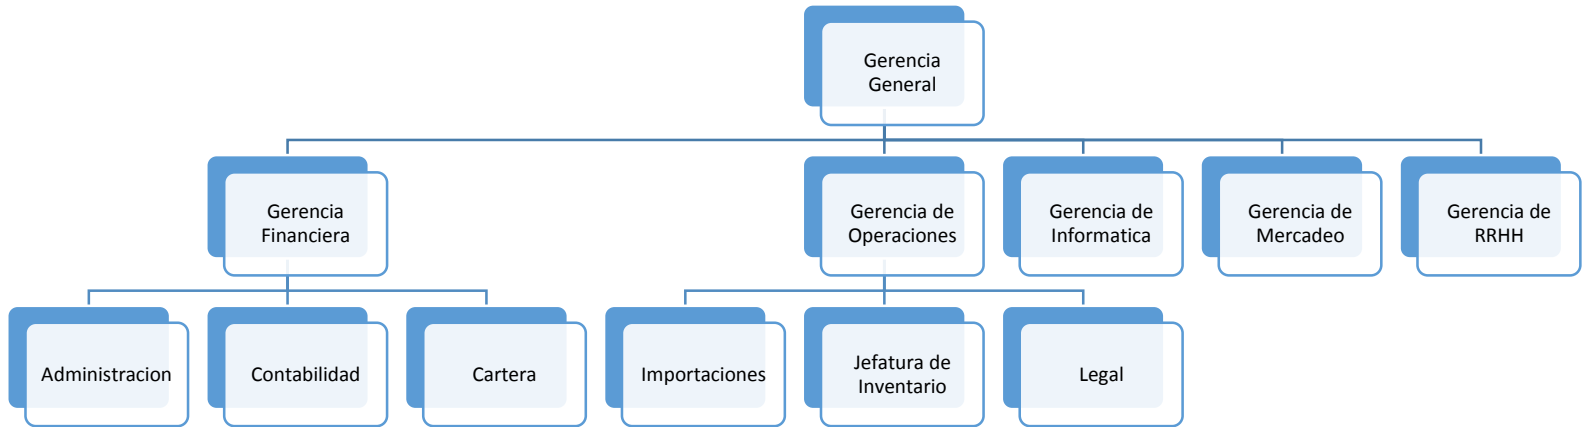 Gerencia
General
Gerencia
Financiera
Gerencia de
Operaciones
Gerencia de
Informatica
Gerencia de
Mercadeo
Gerencia de
RRHH
Administracion
Contabilidad
Cartera
Importaciones
Jefatura de
Inventario
Legal